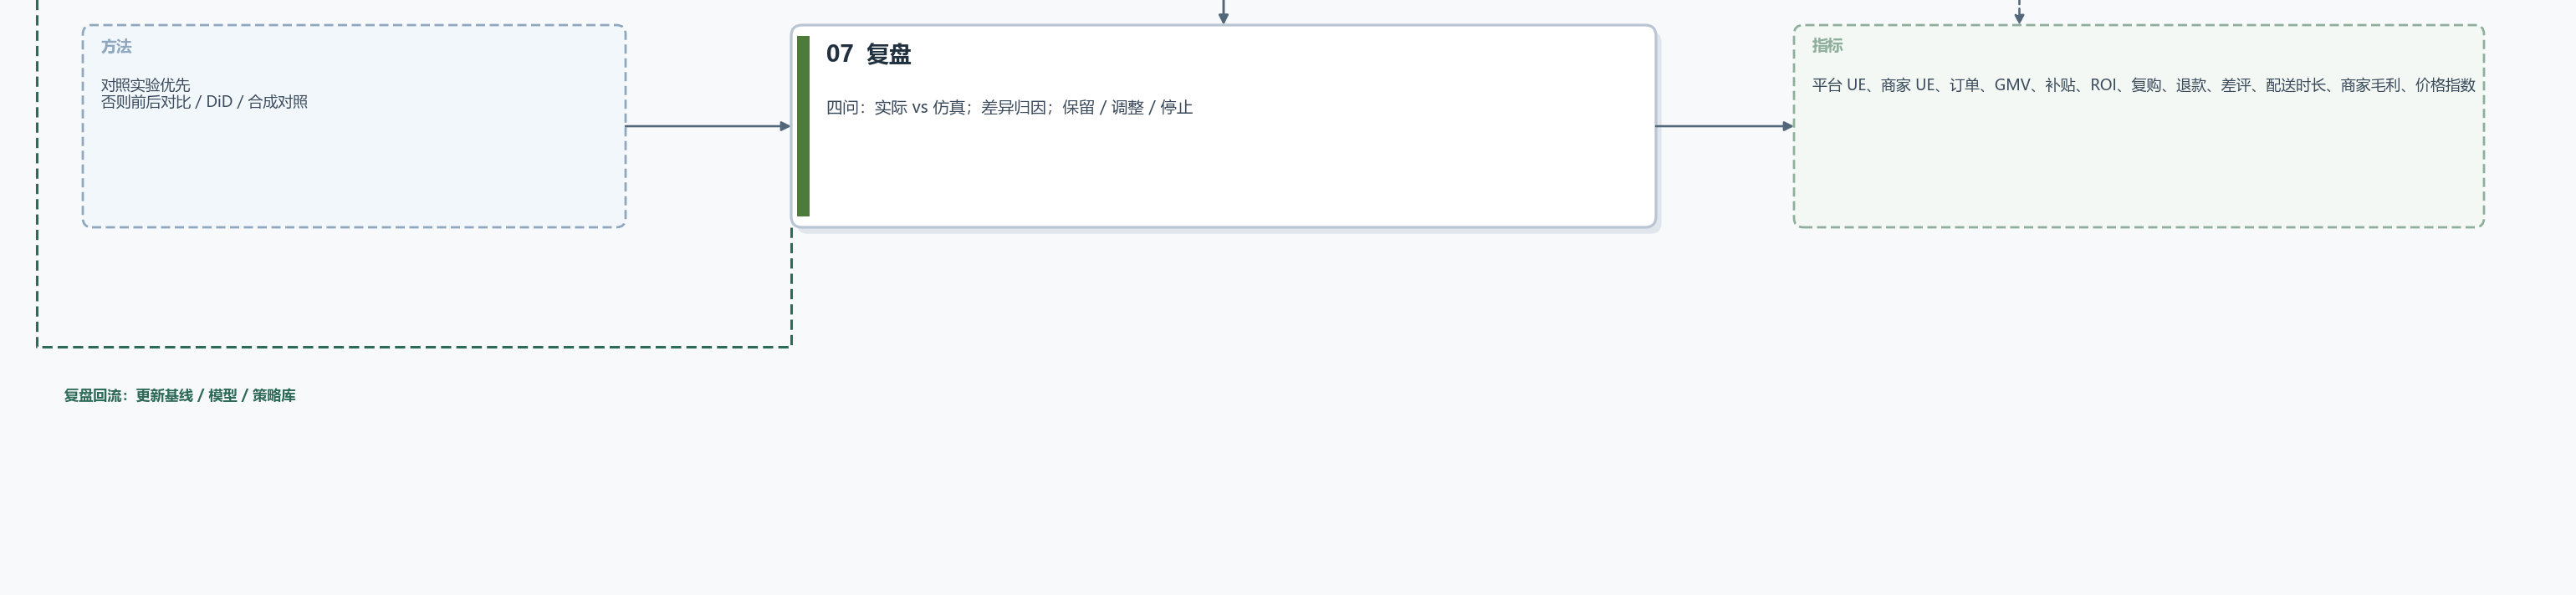 方法
对照实验优先
否则前后对比 / DiD / 合成对照
07 复盘
四问：实际 vs 仿真；差异归因；保留 / 调整 / 停止
指标
平台 UE、商家 UE、订单、GMV、补贴、ROI、复购、退款、差评、配送时长、商家毛利、价格指数
复盘回流：更新基线 / 模型 / 策略库